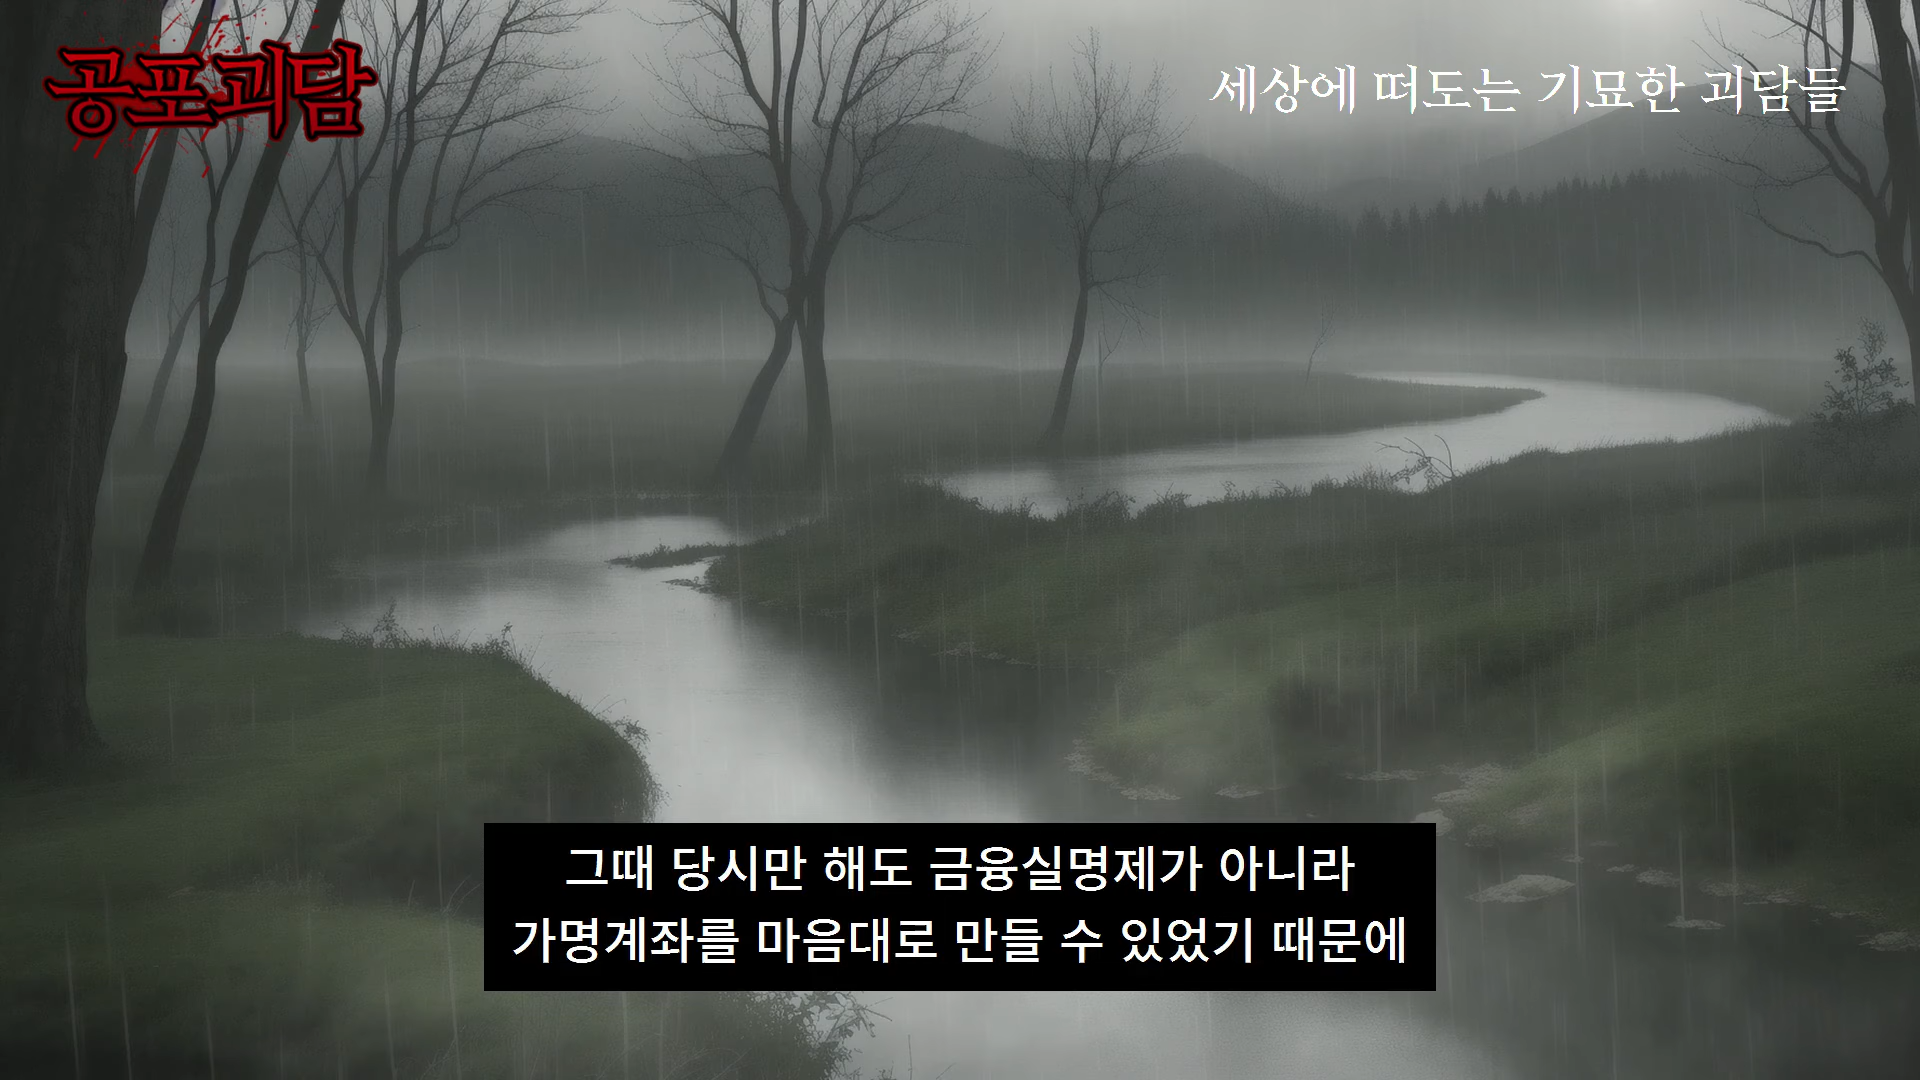 공포괴담
세상에 떠도는 기묘한 괴담들
그때 당시만 해도 금융실명제가 아니라
가명계좌를 마음대로 만들 수 있었기 때문에